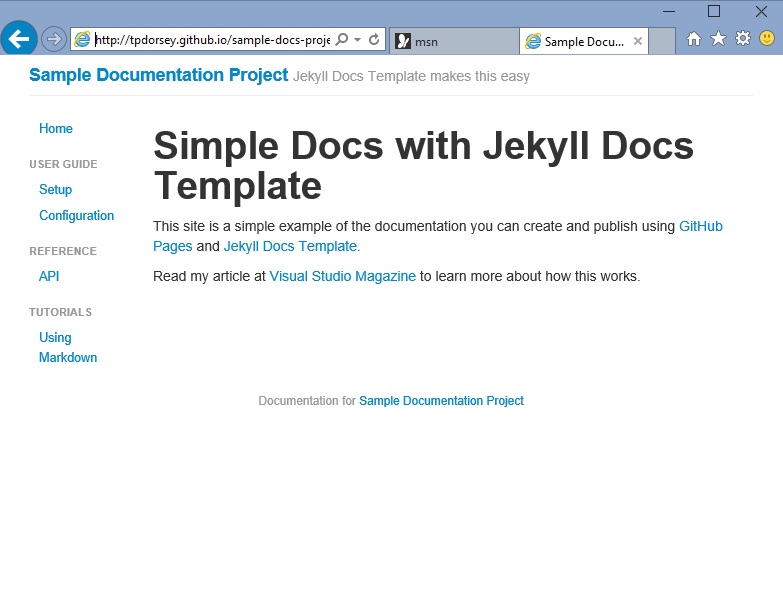 http://tpdorsey.github.io/sample-docs-proje
msn
Sample Docu...
Sample Documentation Project Jekyll Docs Template makes this easy
Home
USER GUIDE
Setup
Configuration
REFERENCE
API
TUTORIALS
Using
Markdown
Simple Docs with Jekyll Docs
Template
This site is a simple example of the documentation you can create and publish using GitHub
Pages and Jekyll Docs Template.
Read my article at Visual Studio Magazine to learn more about how this works.
Documentation for Sample Documentation Project